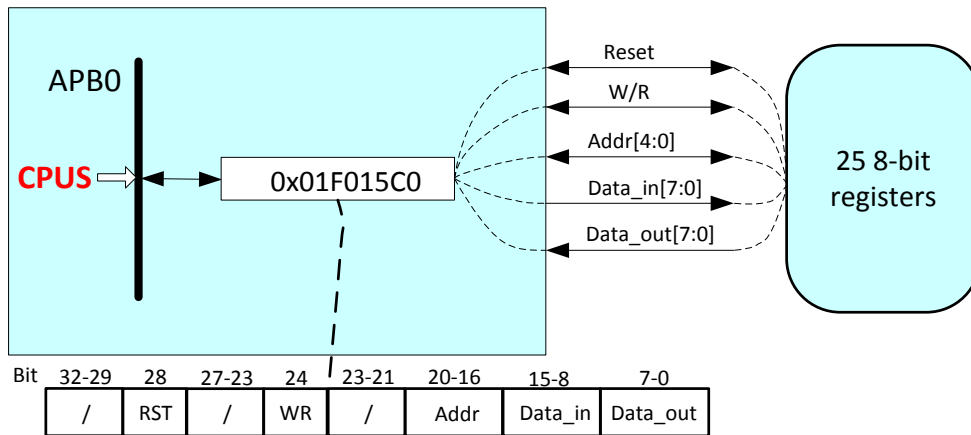 Reset
APB0
W/R
CPUS
0x01F015C0
Addr[4:0]
Data_in[7:0]
Data_out[7:0]
25 8-bit
registers
Bit 32-29 28 27-23 24 23-21 20-16 15-8 7-0
/ RST / WR / Addr Data_in Data_out